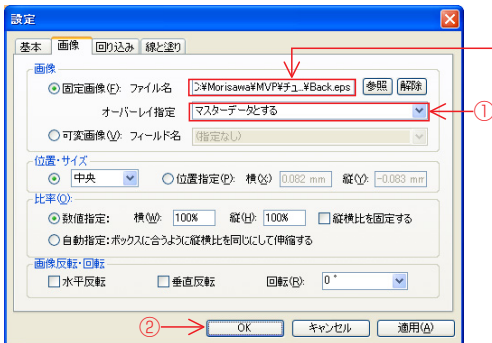 設定
基本 画像 回り込み 線と塗り
画像
固定画像(F): ファイル名 D:¥Morisawa¥MVP¥チュ...¥Back.eps 参照 解除
オーバーレイ指定 マスターデータとする ①
可変画像(V): フィールド名 (指定なし)
位置・サイズ
中央 位置指定(P): 横(X) 0.082 mm 縦(Y): -0.083 mm
比率(O):
数値指定: 横(W): 100% 縦(H): 100% 縦横比を固定する
自動指定:ボックスに合うように縦横比を同じにして伸縮する
画像反転・回転
水平反転 垂直反転 回転(R): 0 °
② OK キャンセル 適用(A)